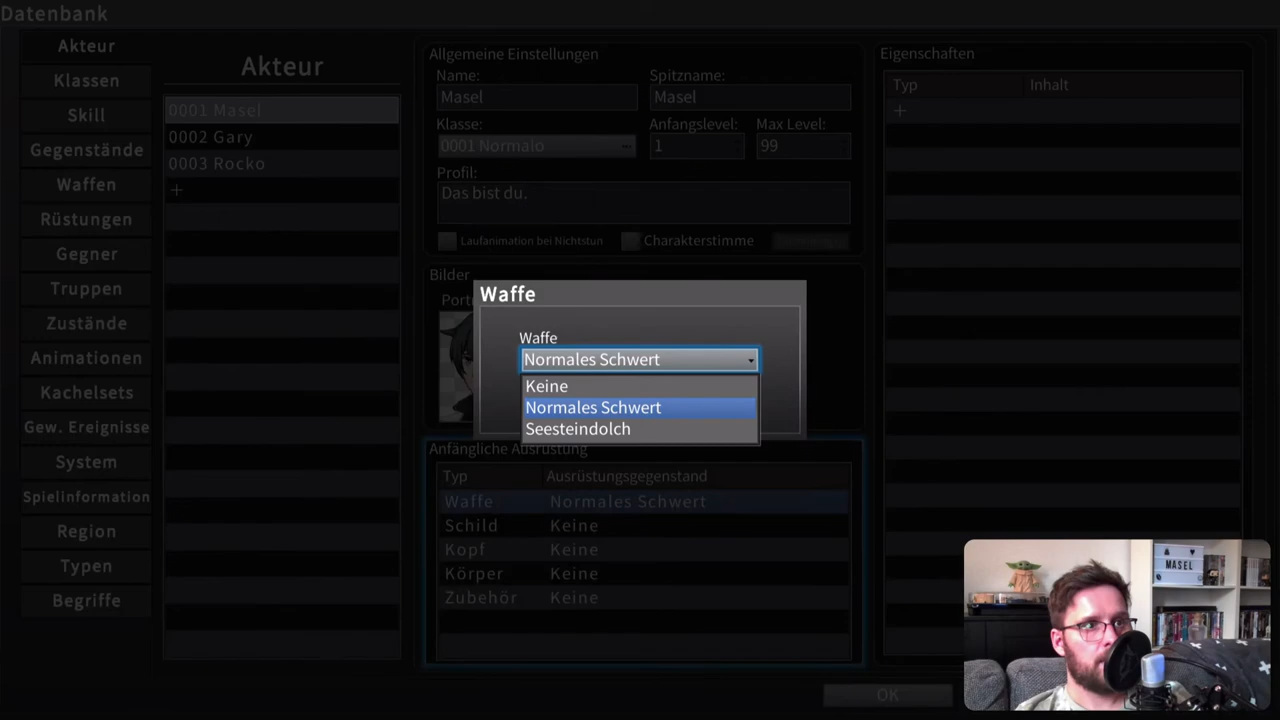 Datenbank
Akteur
Klassen
Skill
Gegenstände
Waffen
Rüstungen
Gegner
Truppen
Zustände
Animationen
Kachelsets
Gew. Ereignisse
System
Spielinformation
Region
Typen
Begriffe
Akteur
0001 Masel
0002 Gary
0003 Rocko
+
Allgemeine Einstellungen
Name: Spitzname:
Masel Masel
Klasse: Anfangslevel: Max Level:
0001 Normalo 1 99
Profil:
Das bist du.
Laufanimation bei Nichtstun Charakterstimme
Bilder
Portr
Waffe
Waffe
Normales Schwert
Keine
Normales Schwert
Seesteindolch
Anfängliche Ausrüstung
Typ Ausrüstungsgegenstand
Waffe Normales Schwert
Schild Keine
Kopf Keine
Körper Keine
Zubehör Keine
Eigenschaften
Typ Inhalt
+
OK
MASEL